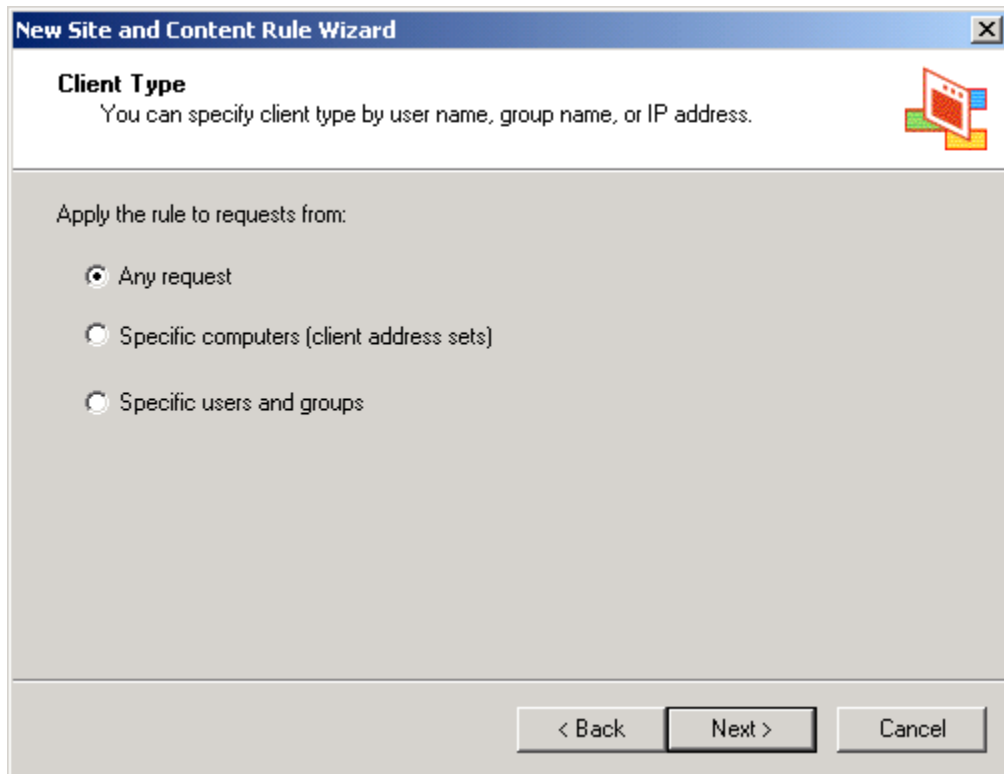 New Site and Content Rule Wizard
Client Type
You can specify client type by user name, group name, or IP address.
Apply the rule to requests from:
Any request
Specific computers (client address sets)
Specific users and groups
< Back Next > Cancel